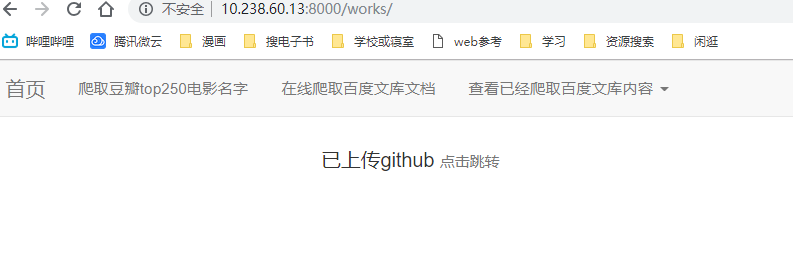 不安全 10.238.60.13:8000/works/
哔哩哔哩 腾讯微云 漫画 搜电子书 学校或寝室 web参考 学习 资源搜索 闲逛
首页 爬取豆瓣top250电影名字 在线爬取百度文库文档 查看已经爬取百度文库内容
已上传github 点击跳转